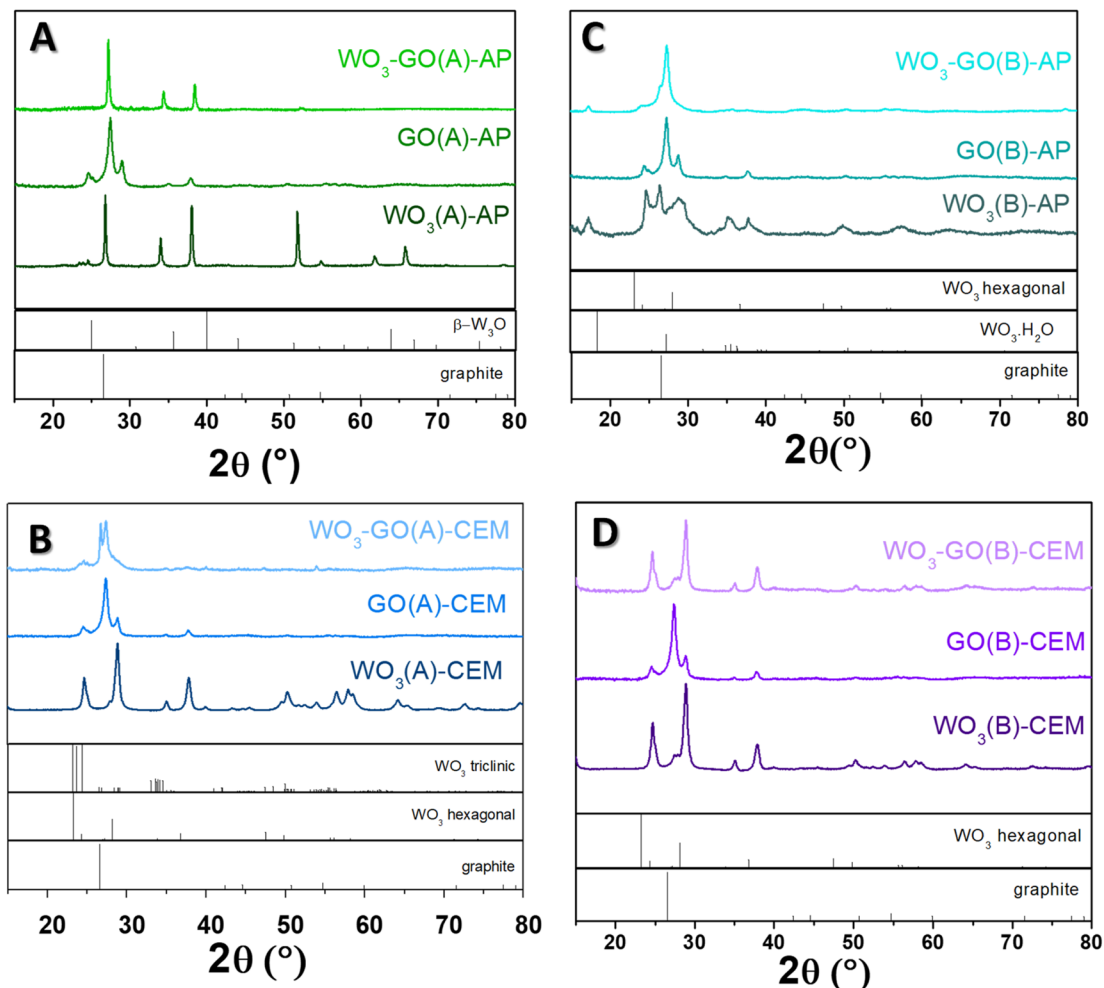 A
WO₃-GO(A)-AP
GO(A)-AP
WO₃(A)-AP
β–W₃O
graphite
20 30 40 50 60 70 80
2θ (°)
C
WO₃-GO(B)-AP
GO(B)-AP
WO₃(B)-AP
WO₃ hexagonal
WO₃.H₂O
graphite
20 30 40 50 60 70 80
2θ(°)
B
WO₃-GO(A)-CEM
GO(A)-CEM
WO₃(A)-CEM
WO₃ triclinic
WO₃ hexagonal
graphite
20 30 40 50 60 70 80
2θ (°)
D
WO₃-GO(B)-CEM
GO(B)-CEM
WO₃(B)-CEM
WO₃ hexagonal
graphite
20 30 40 50 60 70 80
2θ (°)